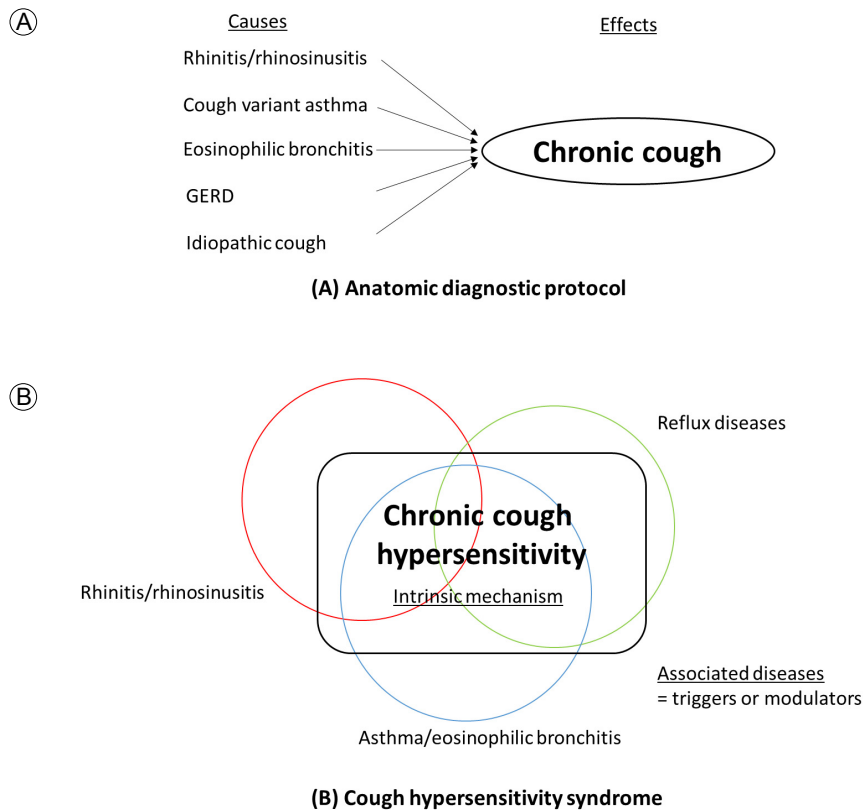 A
Causes
Effects
Rhinitis/rhinosinusitis
Cough variant asthma
Eosinophilic bronchitis
Chronic cough
GERD
Idiopathic cough
(A) Anatomic diagnostic protocol
B
Reflux diseases
Chronic cough
hypersensitivity
Rhinitis/rhinosinusitis
Intrinsic mechanism
Associated diseases
= triggers or modulators
Asthma/eosinophilic bronchitis
(B) Cough hypersensitivity syndrome